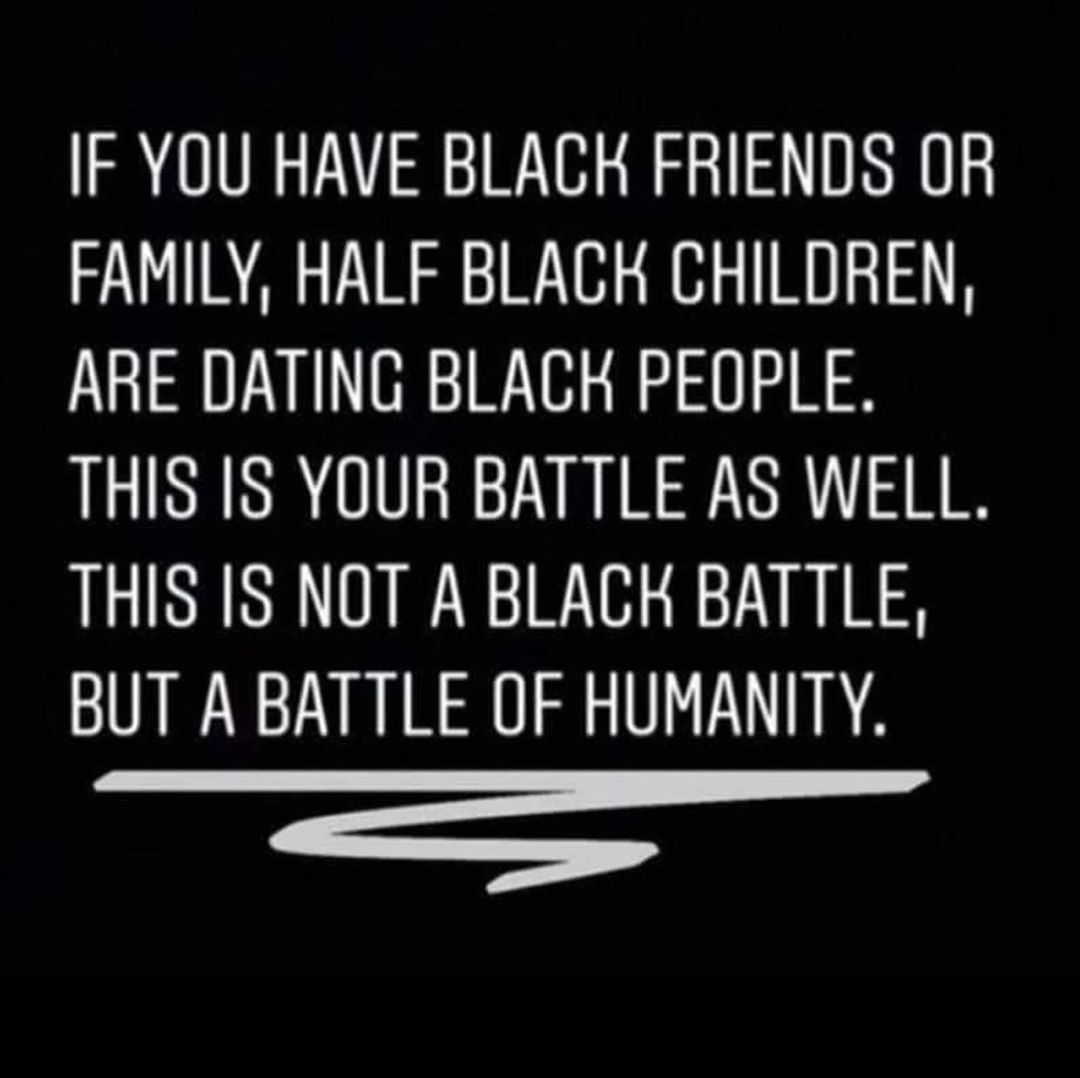 IF YOU HAVE BLACK FRIENDS OR
FAMILY, HALF BLACK CHILDREN,
ARE DATING BLACK PEOPLE.
THIS IS YOUR BATTLE AS WELL.
THIS IS NOT A BLACK BATTLE,
BUT A BATTLE OF HUMANITY.